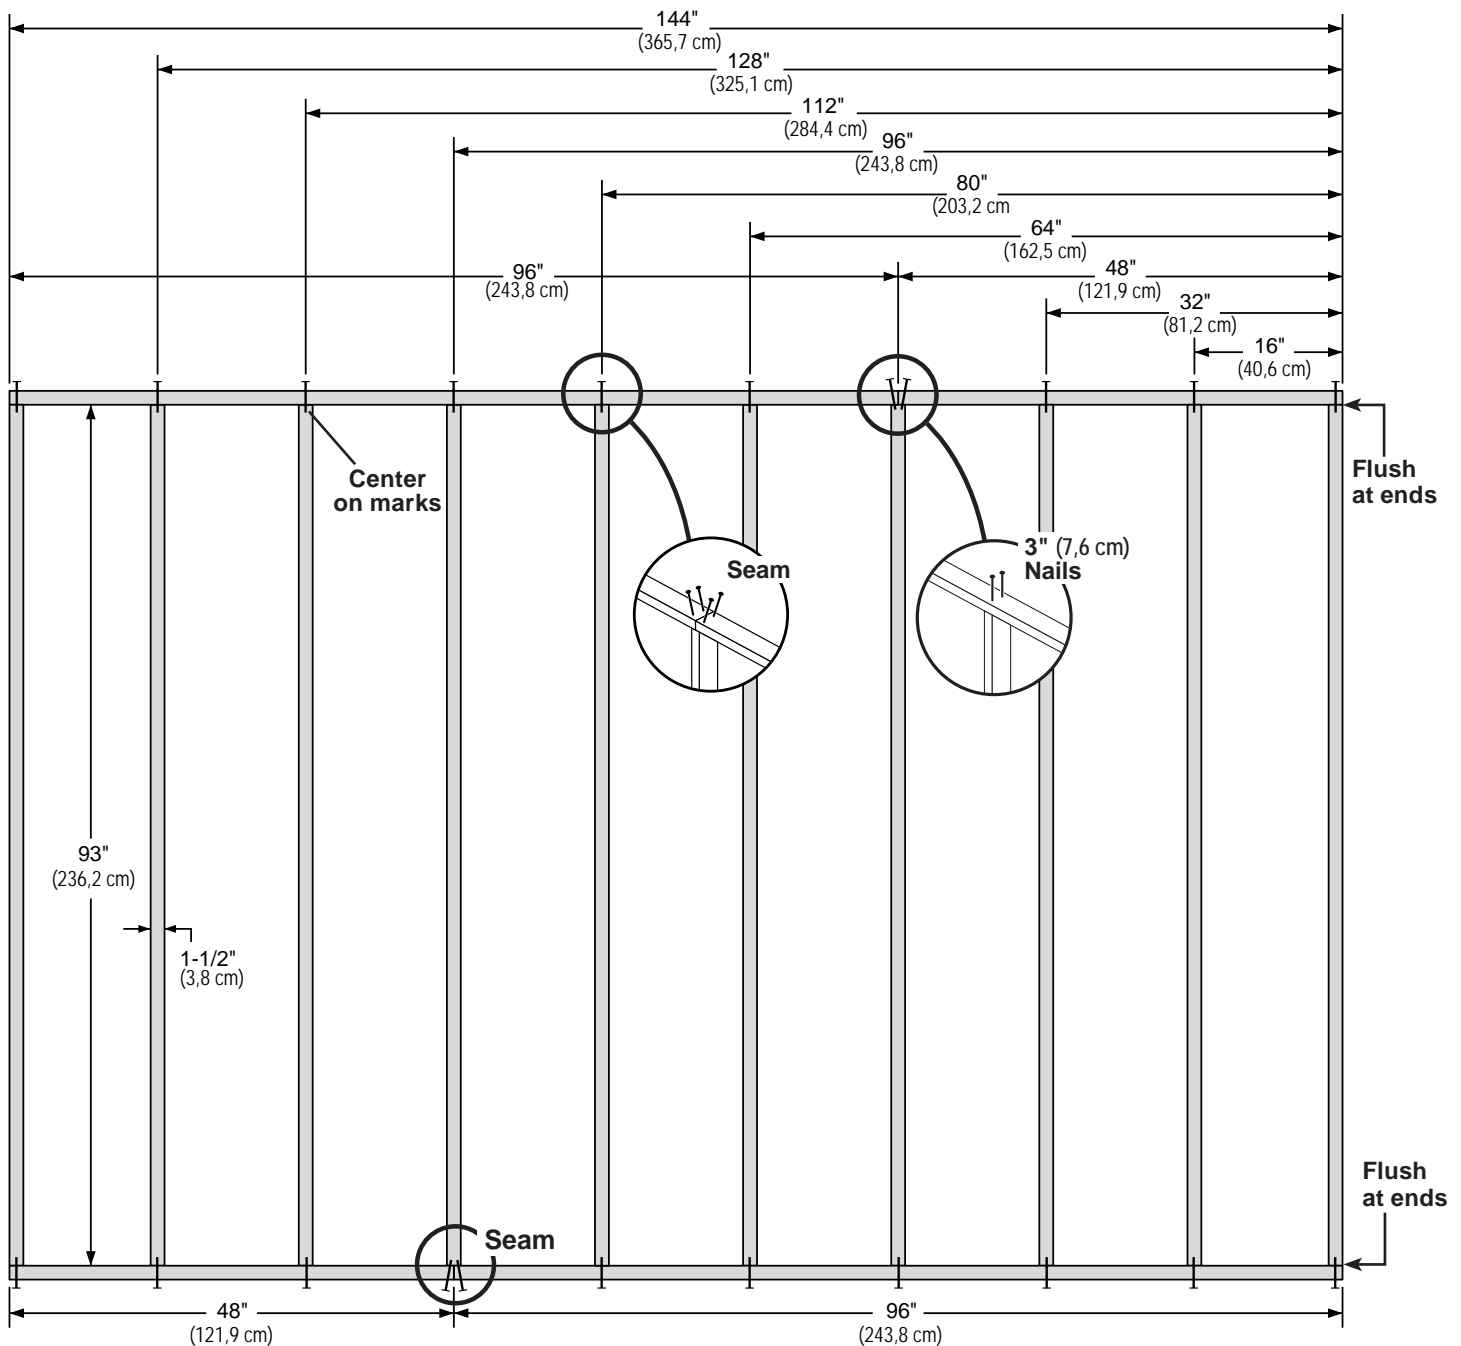 144"
(365,7 cm)
128"
(325,1 cm)
112"
(284,4 cm)
96"
(243,8 cm)
80"
(203,2 cm
64"
(162,5 cm)
96"
(243,8 cm)
48"
(121,9 cm)
32"
(81,2 cm)
16"
(40,6 cm)
Center
on marks
Flush
at ends
Seam
3" (7,6 cm)
Nails
93"
(236,2 cm)
1-1/2"
(3,8 cm)
Flush
at ends
Seam
48"
(121,9 cm)
96"
(243,8 cm)